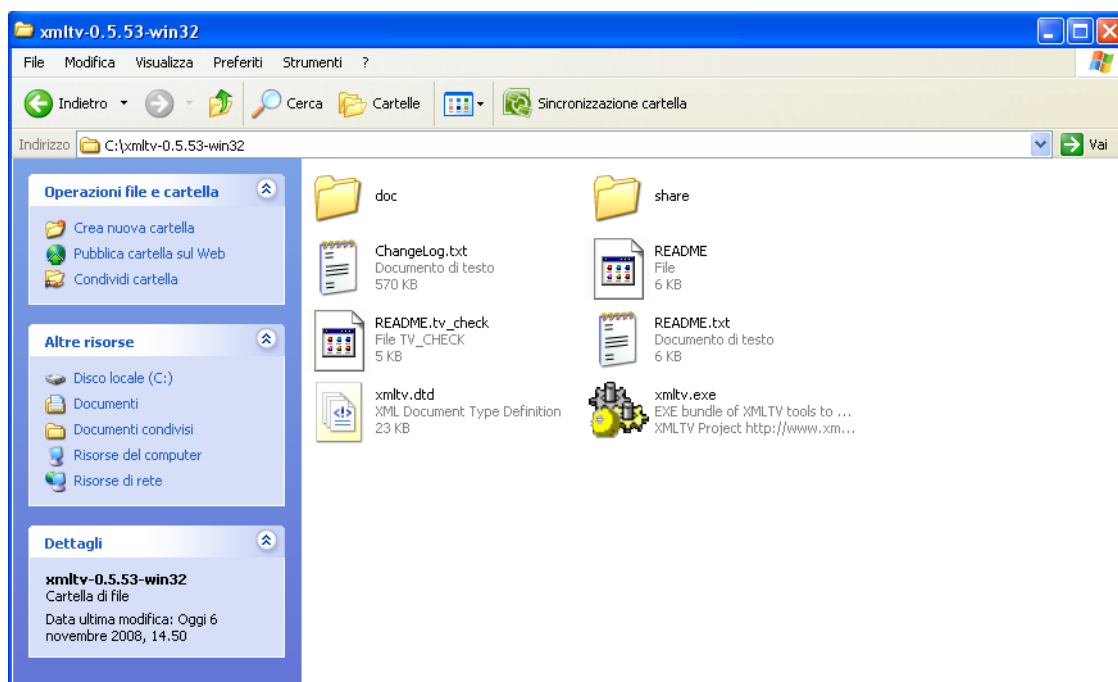 xmltv-0.5.53-win32
File Modifica Visualizza Preferiti Strumenti ?
Indietro Cerca Cartelle Sincronizzazione cartella
Indirizzo C:\xmltv-0.5.53-win32 Vai
Operazioni file e cartella
Crea nuova cartella
Pubblica cartella sul Web
Condividi cartella
Altre risorse
Disco locale (C:)
Documenti
Documenti condivisi
Risorse del computer
Risorse di rete
Dettagli
xmltv-0.5.53-win32
Cartella di file
Data ultima modifica: Oggi 6
novembre 2008, 14.50
doc
share
ChangeLog.txt
Documento di testo
570 KB
README
File
6 KB
README.tv_check
File TV_CHECK
5 KB
README.txt
Documento di testo
6 KB
xmltv.dtd
XML Document Type Definition
23 KB
xmltv.exe
EXE bundle of XMLTV tools to ...
XMLTV Project http://www.xm...